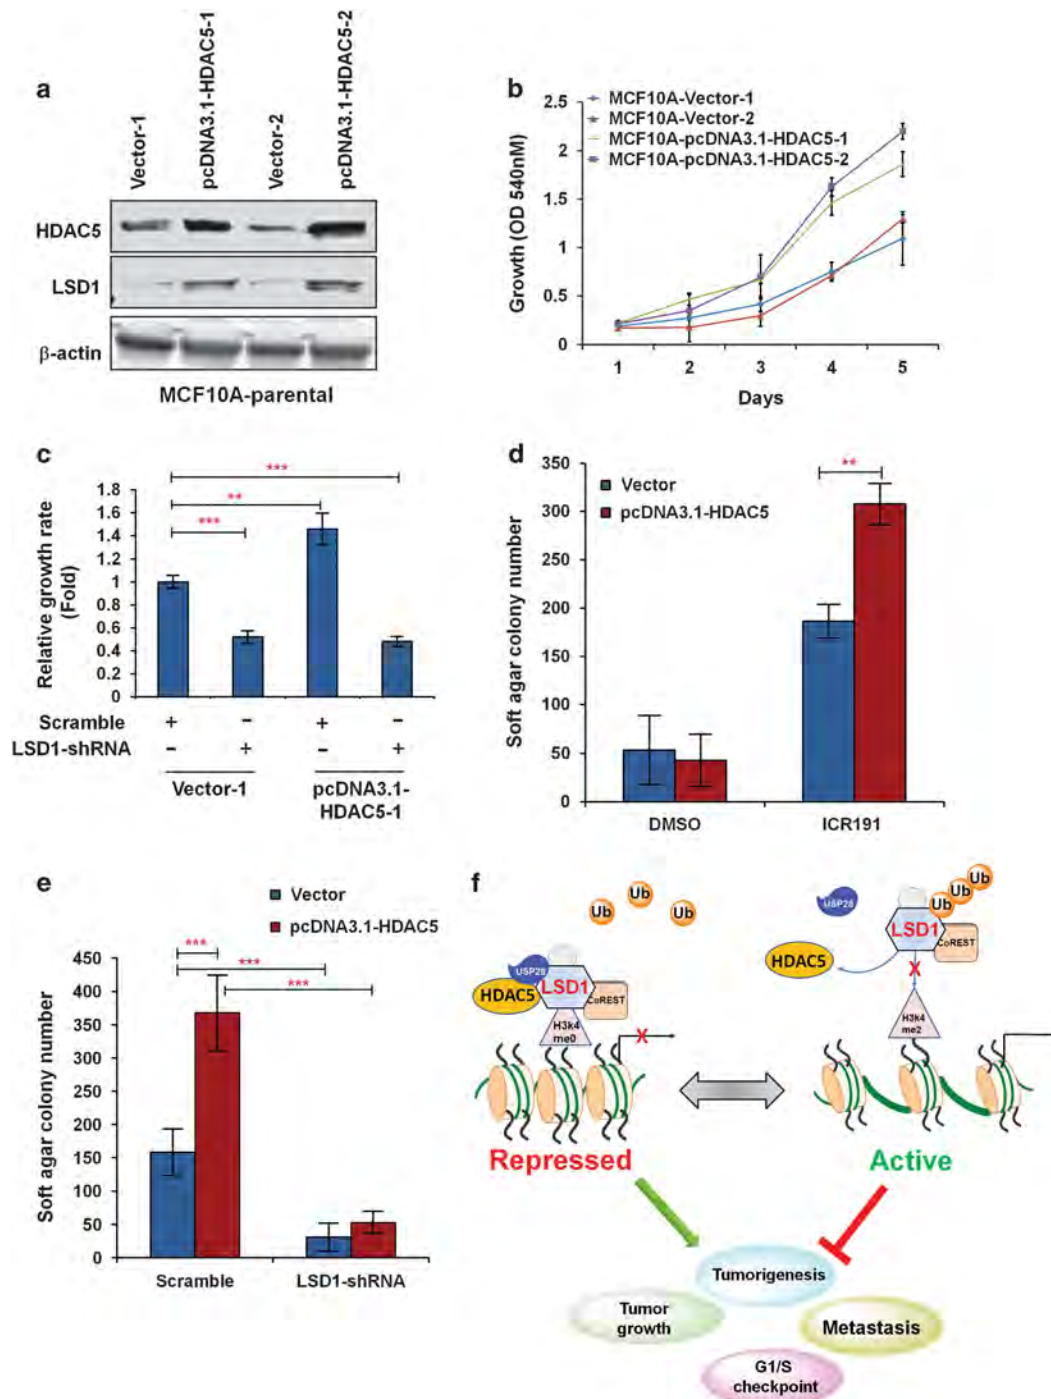 a
Vector-1
pcDNA3.1-HDAC5-1
Vector-2
pcDNA3.1-HDAC5-2
HDAC5
LSD1
β-actin
MCF10A-parental
b
MCF10A-Vector-1
MCF10A-Vector-2
MCF10A-pcDNA3.1-HDAC5-1
MCF10A-pcDNA3.1-HDAC5-2
Growth (OD 540nM)
2.5
2
1.5
1
0.5
0
1 2 3 4 5
Days
c
Relative growth rate
(Fold)
1.8
1.6
1.4
1.2
1
0.8
0.6
0.4
0.2
0
***
**
***
Scramble + - + -
LSD1-shRNA - + - +
Vector-1
pcDNA3.1-
HDAC5-1
d
Soft agar colony number
350
300
250
200
150
100
50
0
Vector
pcDNA3.1-HDAC5
**
DMSO ICR191
e
Vector
pcDNA3.1-HDAC5
Soft agar colony number
450
400
350
300
250
200
150
100
50
0
***
***
***
Scramble LSD1-shRNA
f
Ub
Ub
Ub
USP28
HDAC5
LSD1
CoREST
H3k4
me0
X
Repressed
USP28
Ub
Ub
Ub
LSD1
CoREST
HDAC5
X
H3k4
me2
Active
Tumorigenesis
Tumor
growth
Metastasis
G1/S
checkpoint